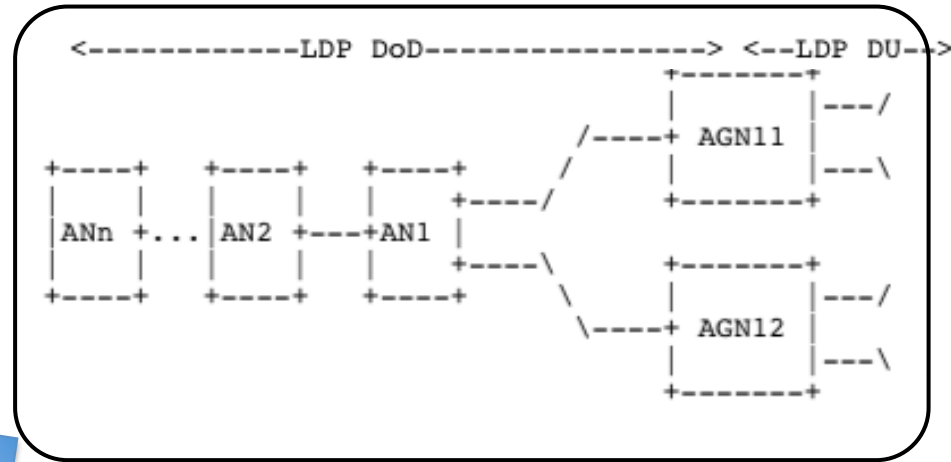 <------------LDP DoD----------------> <--LDP DU-->
+-------+
|       |---/
/----+ AGN11 |
+----+   +----+    +----+    /     |       |---\
|    |   |    |    |    +----/      +-------+
|ANn +...|AN2 +---+AN1 |
|    |   |    |    |    +----\      +-------+
+----+   +----+    +----+    \     |       |---/
\----+ AGN12 |
|       |---\
+-------+